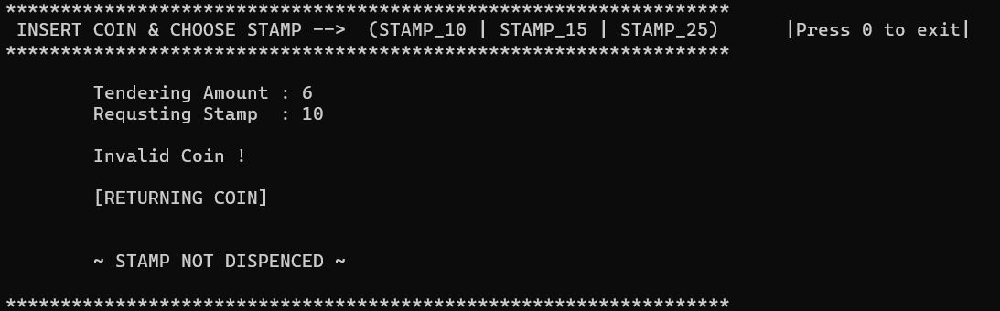 ******************************************************************
INSERT COIN & CHOOSE STAMP --> (STAMP_10 | STAMP_15 | STAMP_25) |Press 0 to exit|
******************************************************************
Tendering Amount : 6
Requsting Stamp : 10
Invalid Coin !
[RETURNING COIN]
~ STAMP NOT DISPENCED ~
******************************************************************